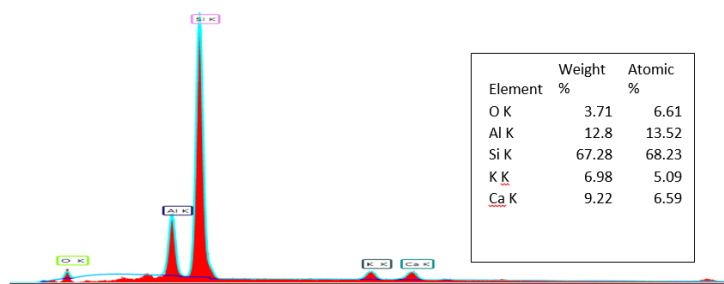 Si K
Al K
O K
K K
Ca K
Weight Atomic
Element % %
O K 3.71 6.61
Al K 12.8 13.52
Si K 67.28 68.23
K K 6.98 5.09
Ca K 9.22 6.59